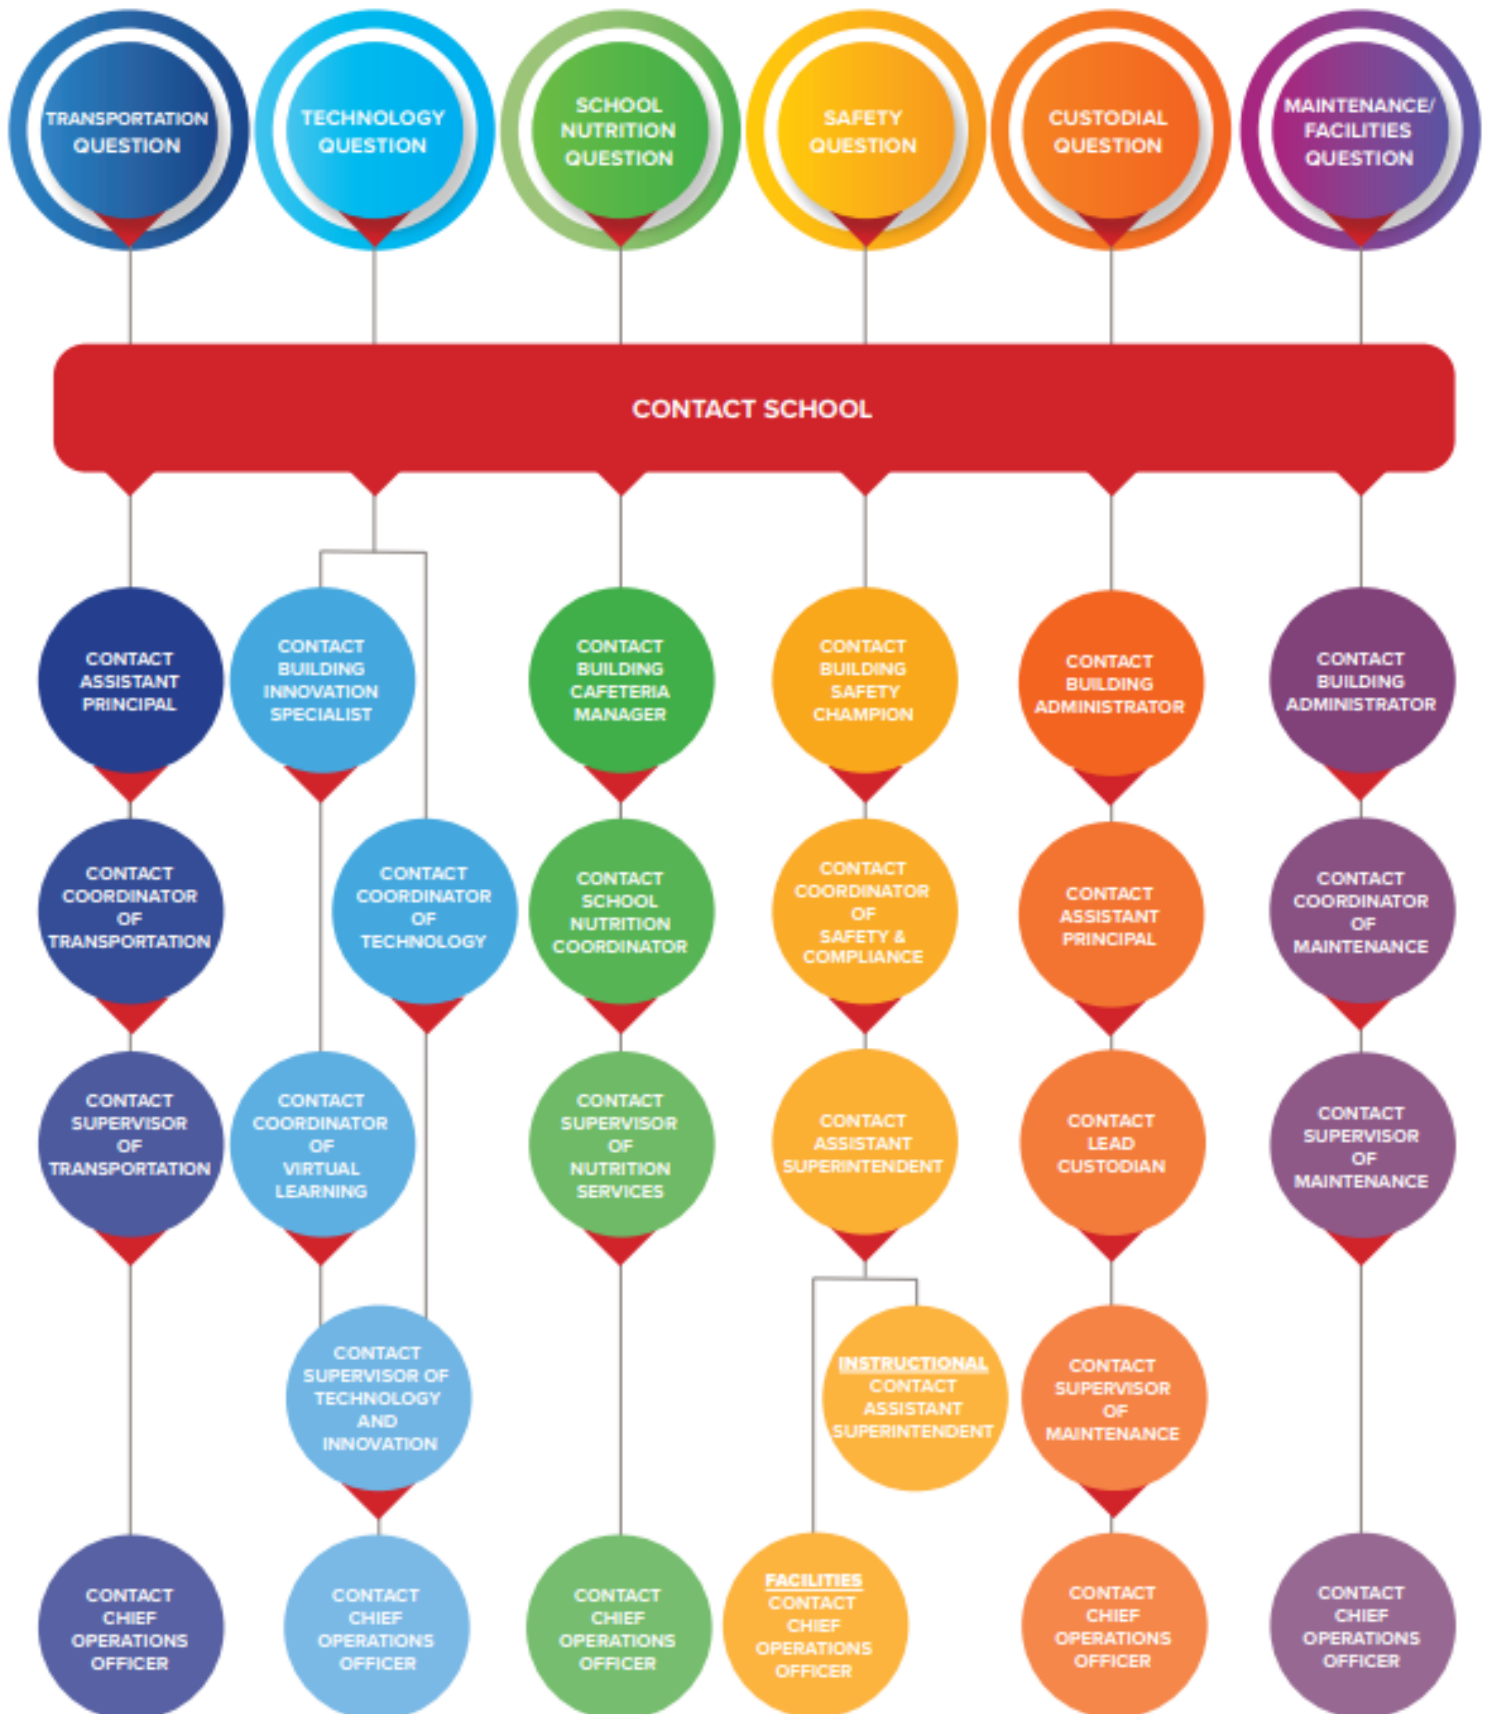 TRANSPORTATION
QUESTION
TECHNOLOGY
QUESTION
SCHOOL
NUTRITION
QUESTION
SAFETY
QUESTION
CUSTODIAL
QUESTION
MAINTENANCE/
FACILITIES
QUESTION
CONTACT SCHOOL
CONTACT
ASSISTANT
PRINCIPAL
CONTACT
BUILDING
INNOVATION
SPECIALIST
CONTACT
BUILDING
CAFETERIA
MANAGER
CONTACT
BUILDING
SAFETY
CHAMPION
CONTACT
BUILDING
ADMINISTRATOR
CONTACT
BUILDING
ADMINISTRATOR
CONTACT
COORDINATOR
OF
TRANSPORTATION
CONTACT
COORDINATOR
OF
TECHNOLOGY
CONTACT
SCHOOL
NUTRITION
COORDINATOR
CONTACT
COORDINATOR
OF
SAFETY &
COMPLIANCE
CONTACT
ASSISTANT
PRINCIPAL
CONTACT
COORDINATOR
OF
MAINTENANCE
CONTACT
SUPERVISOR
OF
TRANSPORTATION
CONTACT
COORDINATOR
OF
VIRTUAL
LEARNING
CONTACT
SUPERVISOR
OF
NUTRITION
SERVICES
CONTACT
ASSISTANT
SUPERINTENDENT
CONTACT
LEAD
CUSTODIAN
CONTACT
SUPERVISOR
OF
MAINTENANCE
CONTACT
SUPERVISOR OF
TECHNOLOGY
AND
INNOVATION
INSTRUCTIONAL
CONTACT
ASSISTANT
SUPERINTENDENT
CONTACT
SUPERVISOR
OF
MAINTENANCE
CONTACT
CHIEF
OPERATIONS
OFFICER
CONTACT
CHIEF
OPERATIONS
OFFICER
CONTACT
CHIEF
OPERATIONS
OFFICER
FACILITIES
CONTACT
CHIEF
OPERATIONS
OFFICER
CONTACT
CHIEF
OPERATIONS
OFFICER
CONTACT
CHIEF
OPERATIONS
OFFICER